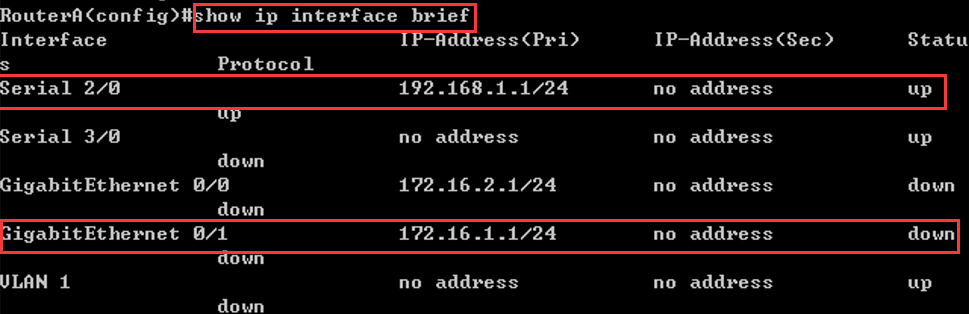 RouterA(config)#show ip interface brief
Interface IP-Address(Pri) IP-Address(Sec) Statu
s Protocol
Serial 2/0 192.168.1.1/24 no address up
up
Serial 3/0 no address no address up
down
GigabitEthernet 0/0 172.16.2.1/24 no address down
down
GigabitEthernet 0/1 172.16.1.1/24 no address down
down
VLAN 1 no address no address up
down